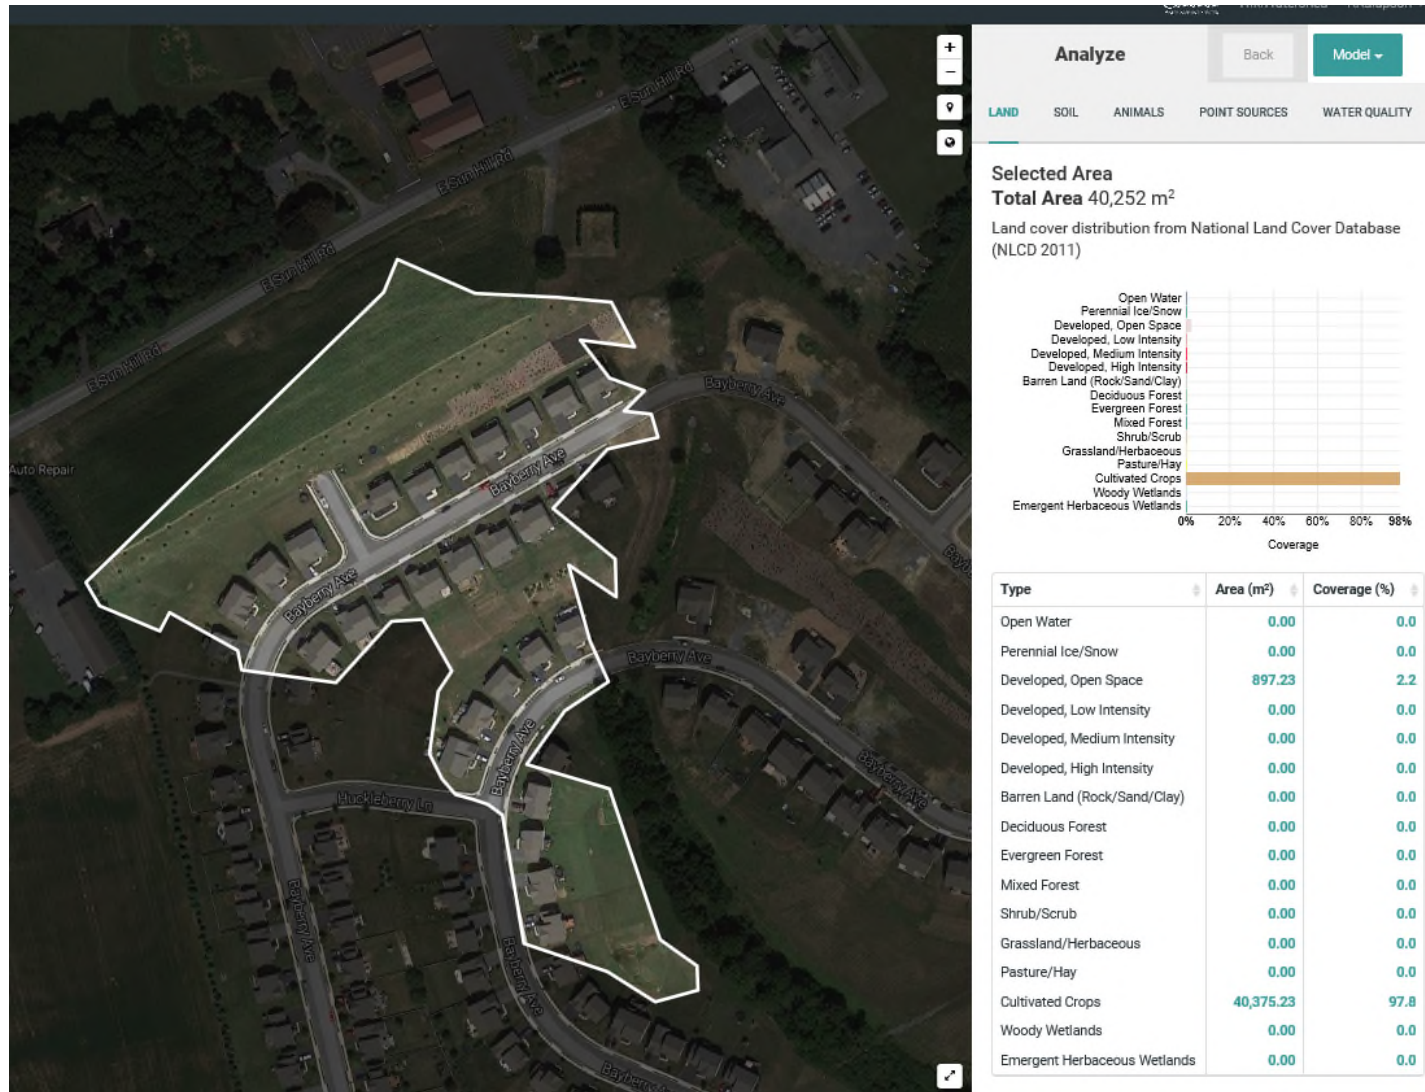 E Sun Hill Rd
E Sun Hill Rd
E Sun Hill Rd
E Sun Hill Rd
Auto Repair
Bayberry Ave
Bayberry Ave
Bayberry Ave
Bayberry Ave
Bayberry Ave
Bayberry Ave
Huckleberry Ln
Bayberry Ave
Bayberry Ave
+
−
Analyze
Back
Model
LAND SOIL ANIMALS POINT SOURCES WATER QUALITY
Selected Area
Total Area 40,252 m²
Land cover distribution from National Land Cover Database
(NLCD 2011)
Open Water
Perennial Ice/Snow
Developed, Open Space
Developed, Low Intensity
Developed, Medium Intensity
Developed, High Intensity
Barren Land (Rock/Sand/Clay)
Deciduous Forest
Evergreen Forest
Mixed Forest
Shrub/Scrub
Grassland/Herbaceous
Pasture/Hay
Cultivated Crops
Woody Wetlands
Emergent Herbaceous Wetlands
0% 20% 40% 60% 80% 98%
Coverage
Type Area (m²) Coverage (%)
Open Water 0.00 0.0
Perennial Ice/Snow 0.00 0.0
Developed, Open Space 897.23 2.2
Developed, Low Intensity 0.00 0.0
Developed, Medium Intensity 0.00 0.0
Developed, High Intensity 0.00 0.0
Barren Land (Rock/Sand/Clay) 0.00 0.0
Deciduous Forest 0.00 0.0
Evergreen Forest 0.00 0.0
Mixed Forest 0.00 0.0
Shrub/Scrub 0.00 0.0
Grassland/Herbaceous 0.00 0.0
Pasture/Hay 0.00 0.0
Cultivated Crops 40,375.23 97.8
Woody Wetlands 0.00 0.0
Emergent Herbaceous Wetlands 0.00 0.0